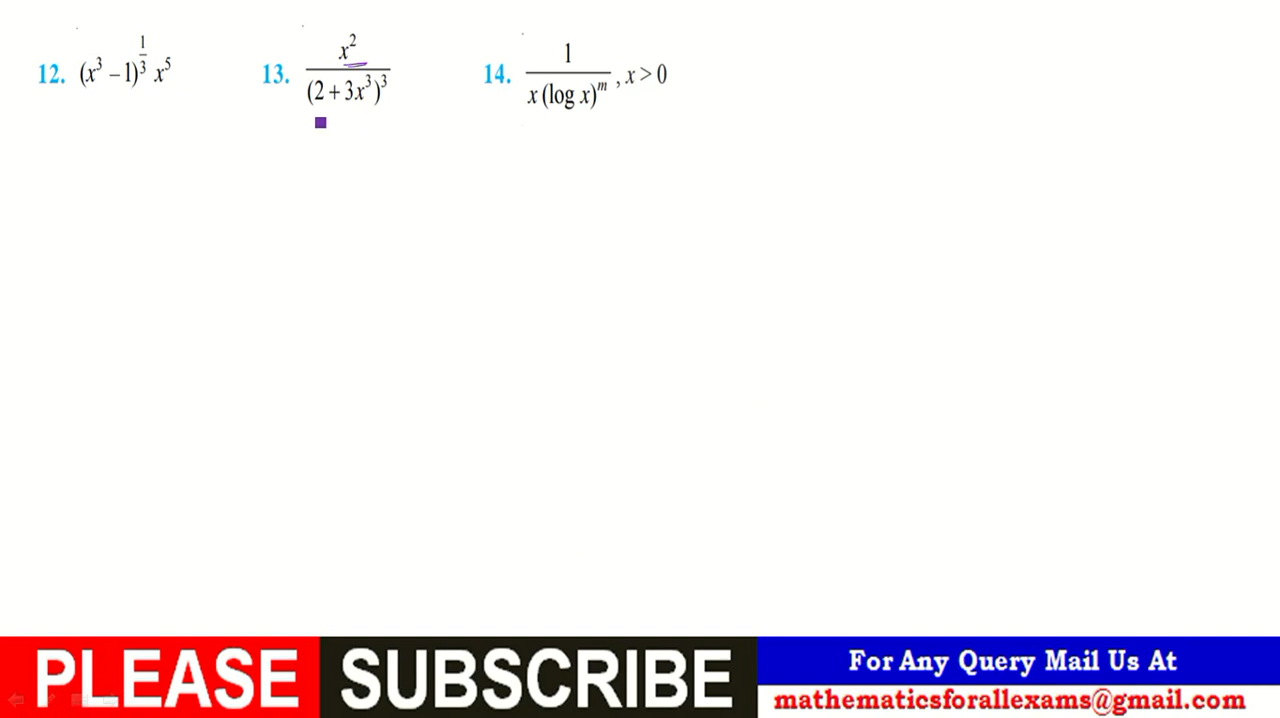 12. (x³ – 1)^(1/3) x⁵
13. x² / (2 + 3x³)³
14. 1 / x (log x)^m , x > 0
PLEASE SUBSCRIBE
For Any Query Mail Us At
mathematicsforallexams@gmail.com